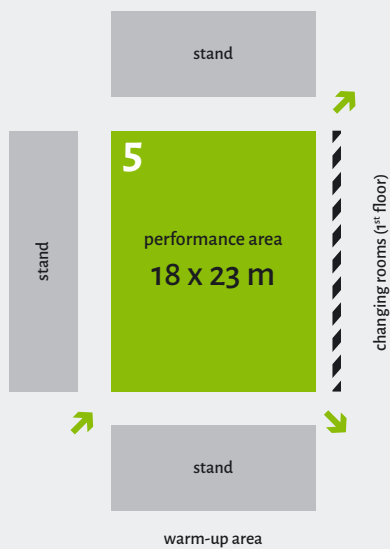 stand
5
performance area
18 x 23 m
stand
changing rooms (1st floor)
stand
warm-up area